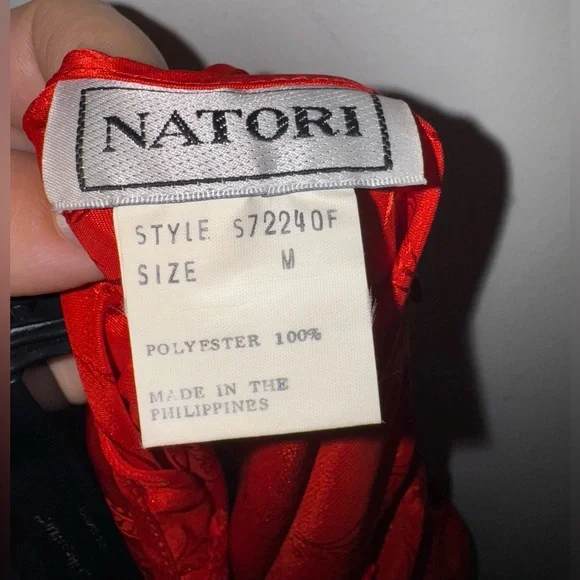 NATORI
STYLE S72240F
SIZE M
POLYESTER 100%
MADE IN THE
PHILIPPINES